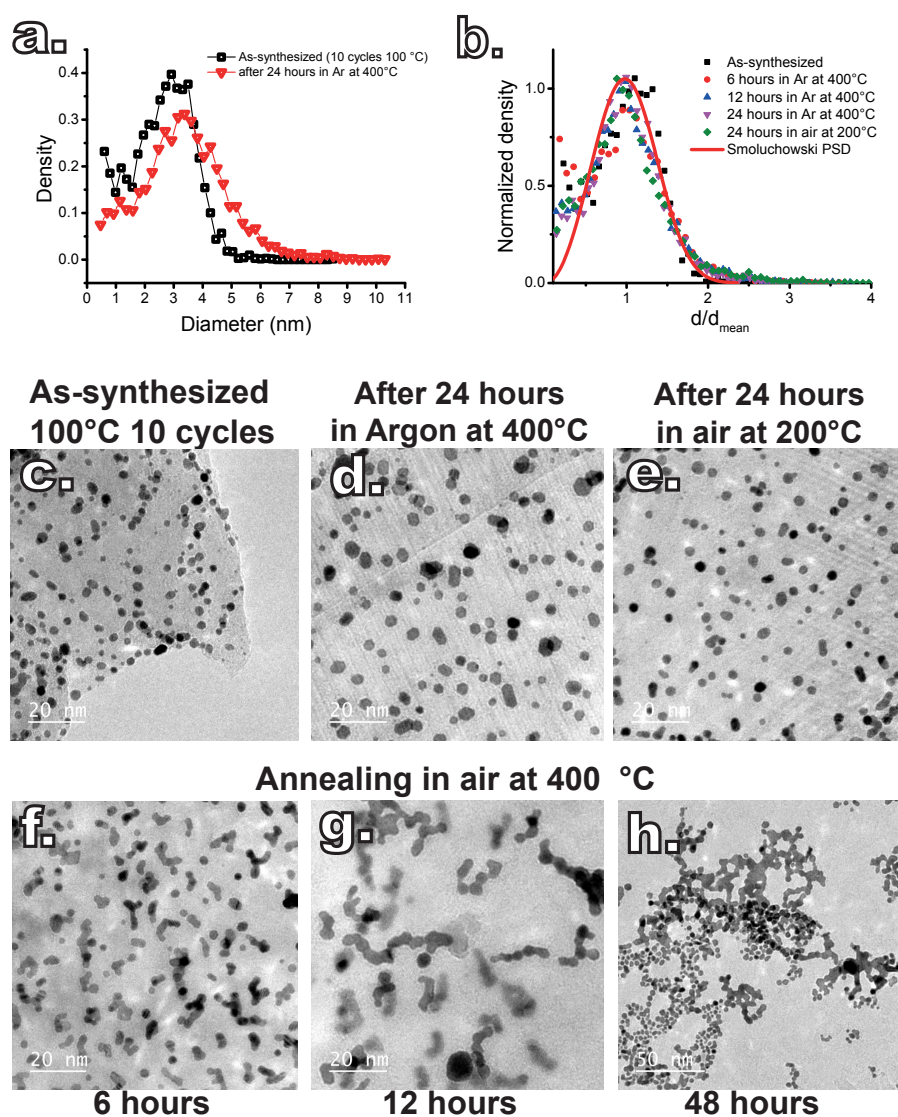 a.
As-synthesized (10 cycles 100 °C)
after 24 hours in Ar at 400°C
Density
0.4
0.3
0.2
0.1
0.0
0 1 2 3 4 5 6 7 8 9 10 11
Diameter (nm)
b.
As-synthesized
6 hours in Ar at 400°C
12 hours in Ar at 400°C
24 hours in Ar at 400°C
24 hours in air at 200°C
Smoluchowski PSD
Normalized density
1.0
0.5
0.0
1 2 3 4
d/dmean
As-synthesized
100°C 10 cycles
After 24 hours
in Argon at 400°C
After 24 hours
in air at 200°C
c.
20 nm
d.
20 nm
e.
20 nm
Annealing in air at 400 °C
f.
20 nm
g.
20 nm
h.
50 nm
6 hours
12 hours
48 hours